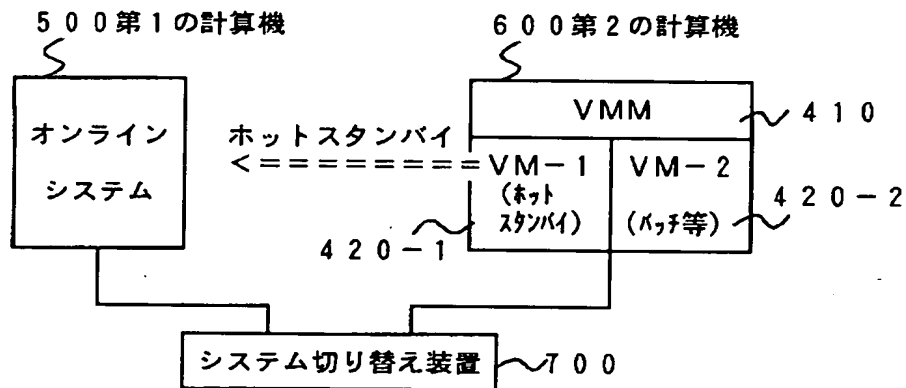 500第1の計算機
600第2の計算機
VMM
410
オンライン
システム
ホットスタンバイ
<========
VM-1
(ホット
スタンバイ)
VM-2
(バッチ等)
420-2
420-1
システム切り替え装置
700